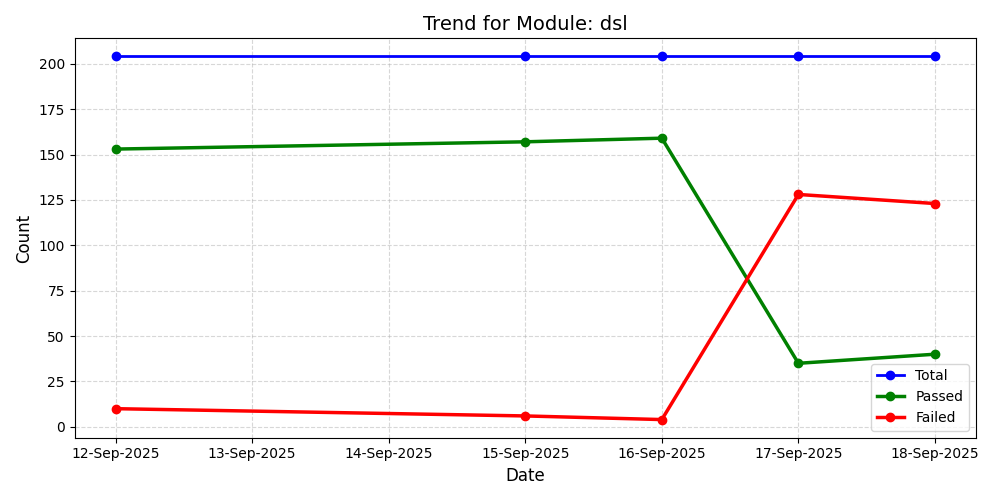 Trend for Module: dsl
Count
200
175
150
125
100
75
50
25
0
Total
Passed
Failed
12-Sep-2025 13-Sep-2025 14-Sep-2025 15-Sep-2025 16-Sep-2025 17-Sep-2025 18-Sep-2025
Date